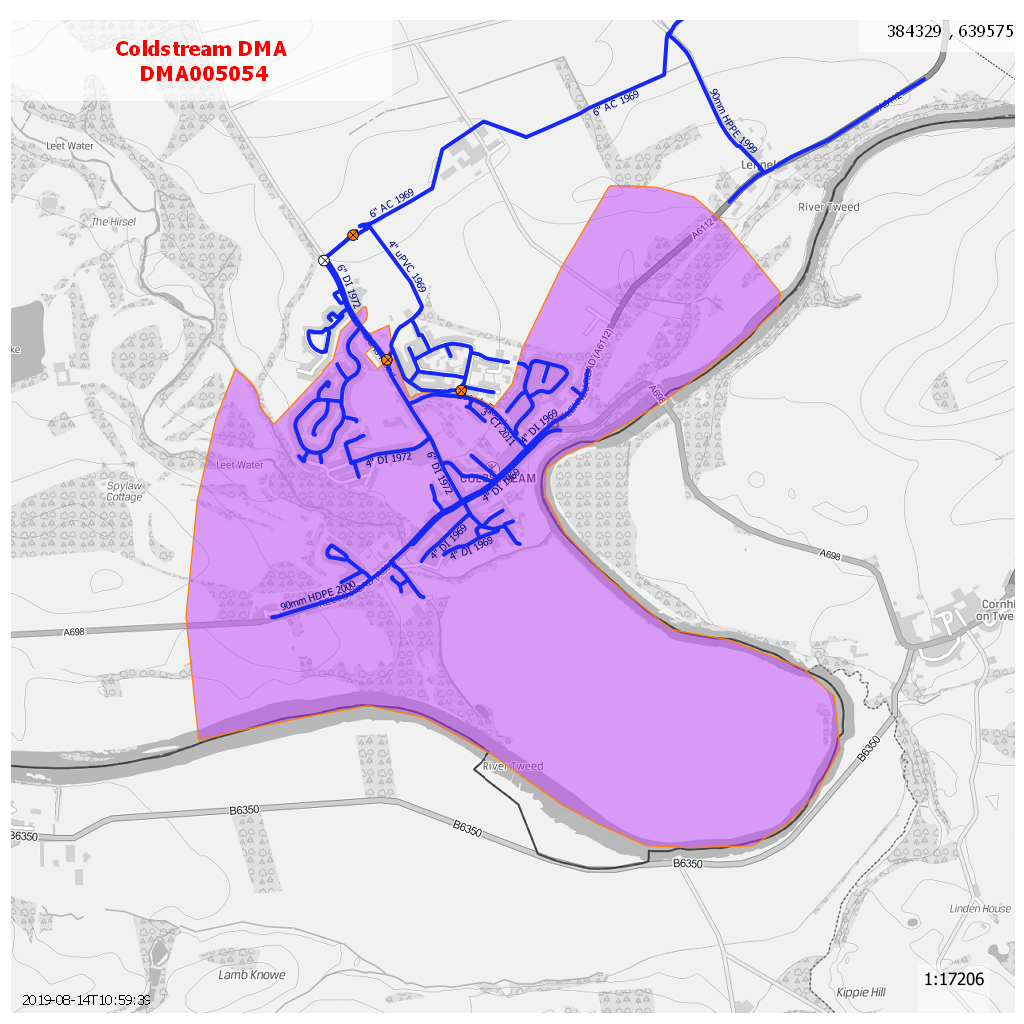 Coldstream DMA
DMA005054
384329 , 639575
6" AC 1969
90mm HPPE 1999
Leet Water
Lennel
River Tweed
The Hirsel
6" AC 1969
A6112
4" uPVC 1969
6" DI 1972
(A6112)
A698
3" CI 2011
4" DI 1969
4" DI 1972
6" DI 1972
Leet Water
COLDSTREAM
4" DI 1969
Spylaw
Cottage
4" DI 1969
4" DI 1969
A698
90mm HDPE 2000
Cornhi
on Twe
A698
River Tweed
B6350
B6350
B6350
B6350
B6350
Linden House
Lamb Knowe
Kippie Hill
1:17206
2019-08-14T10:59:39